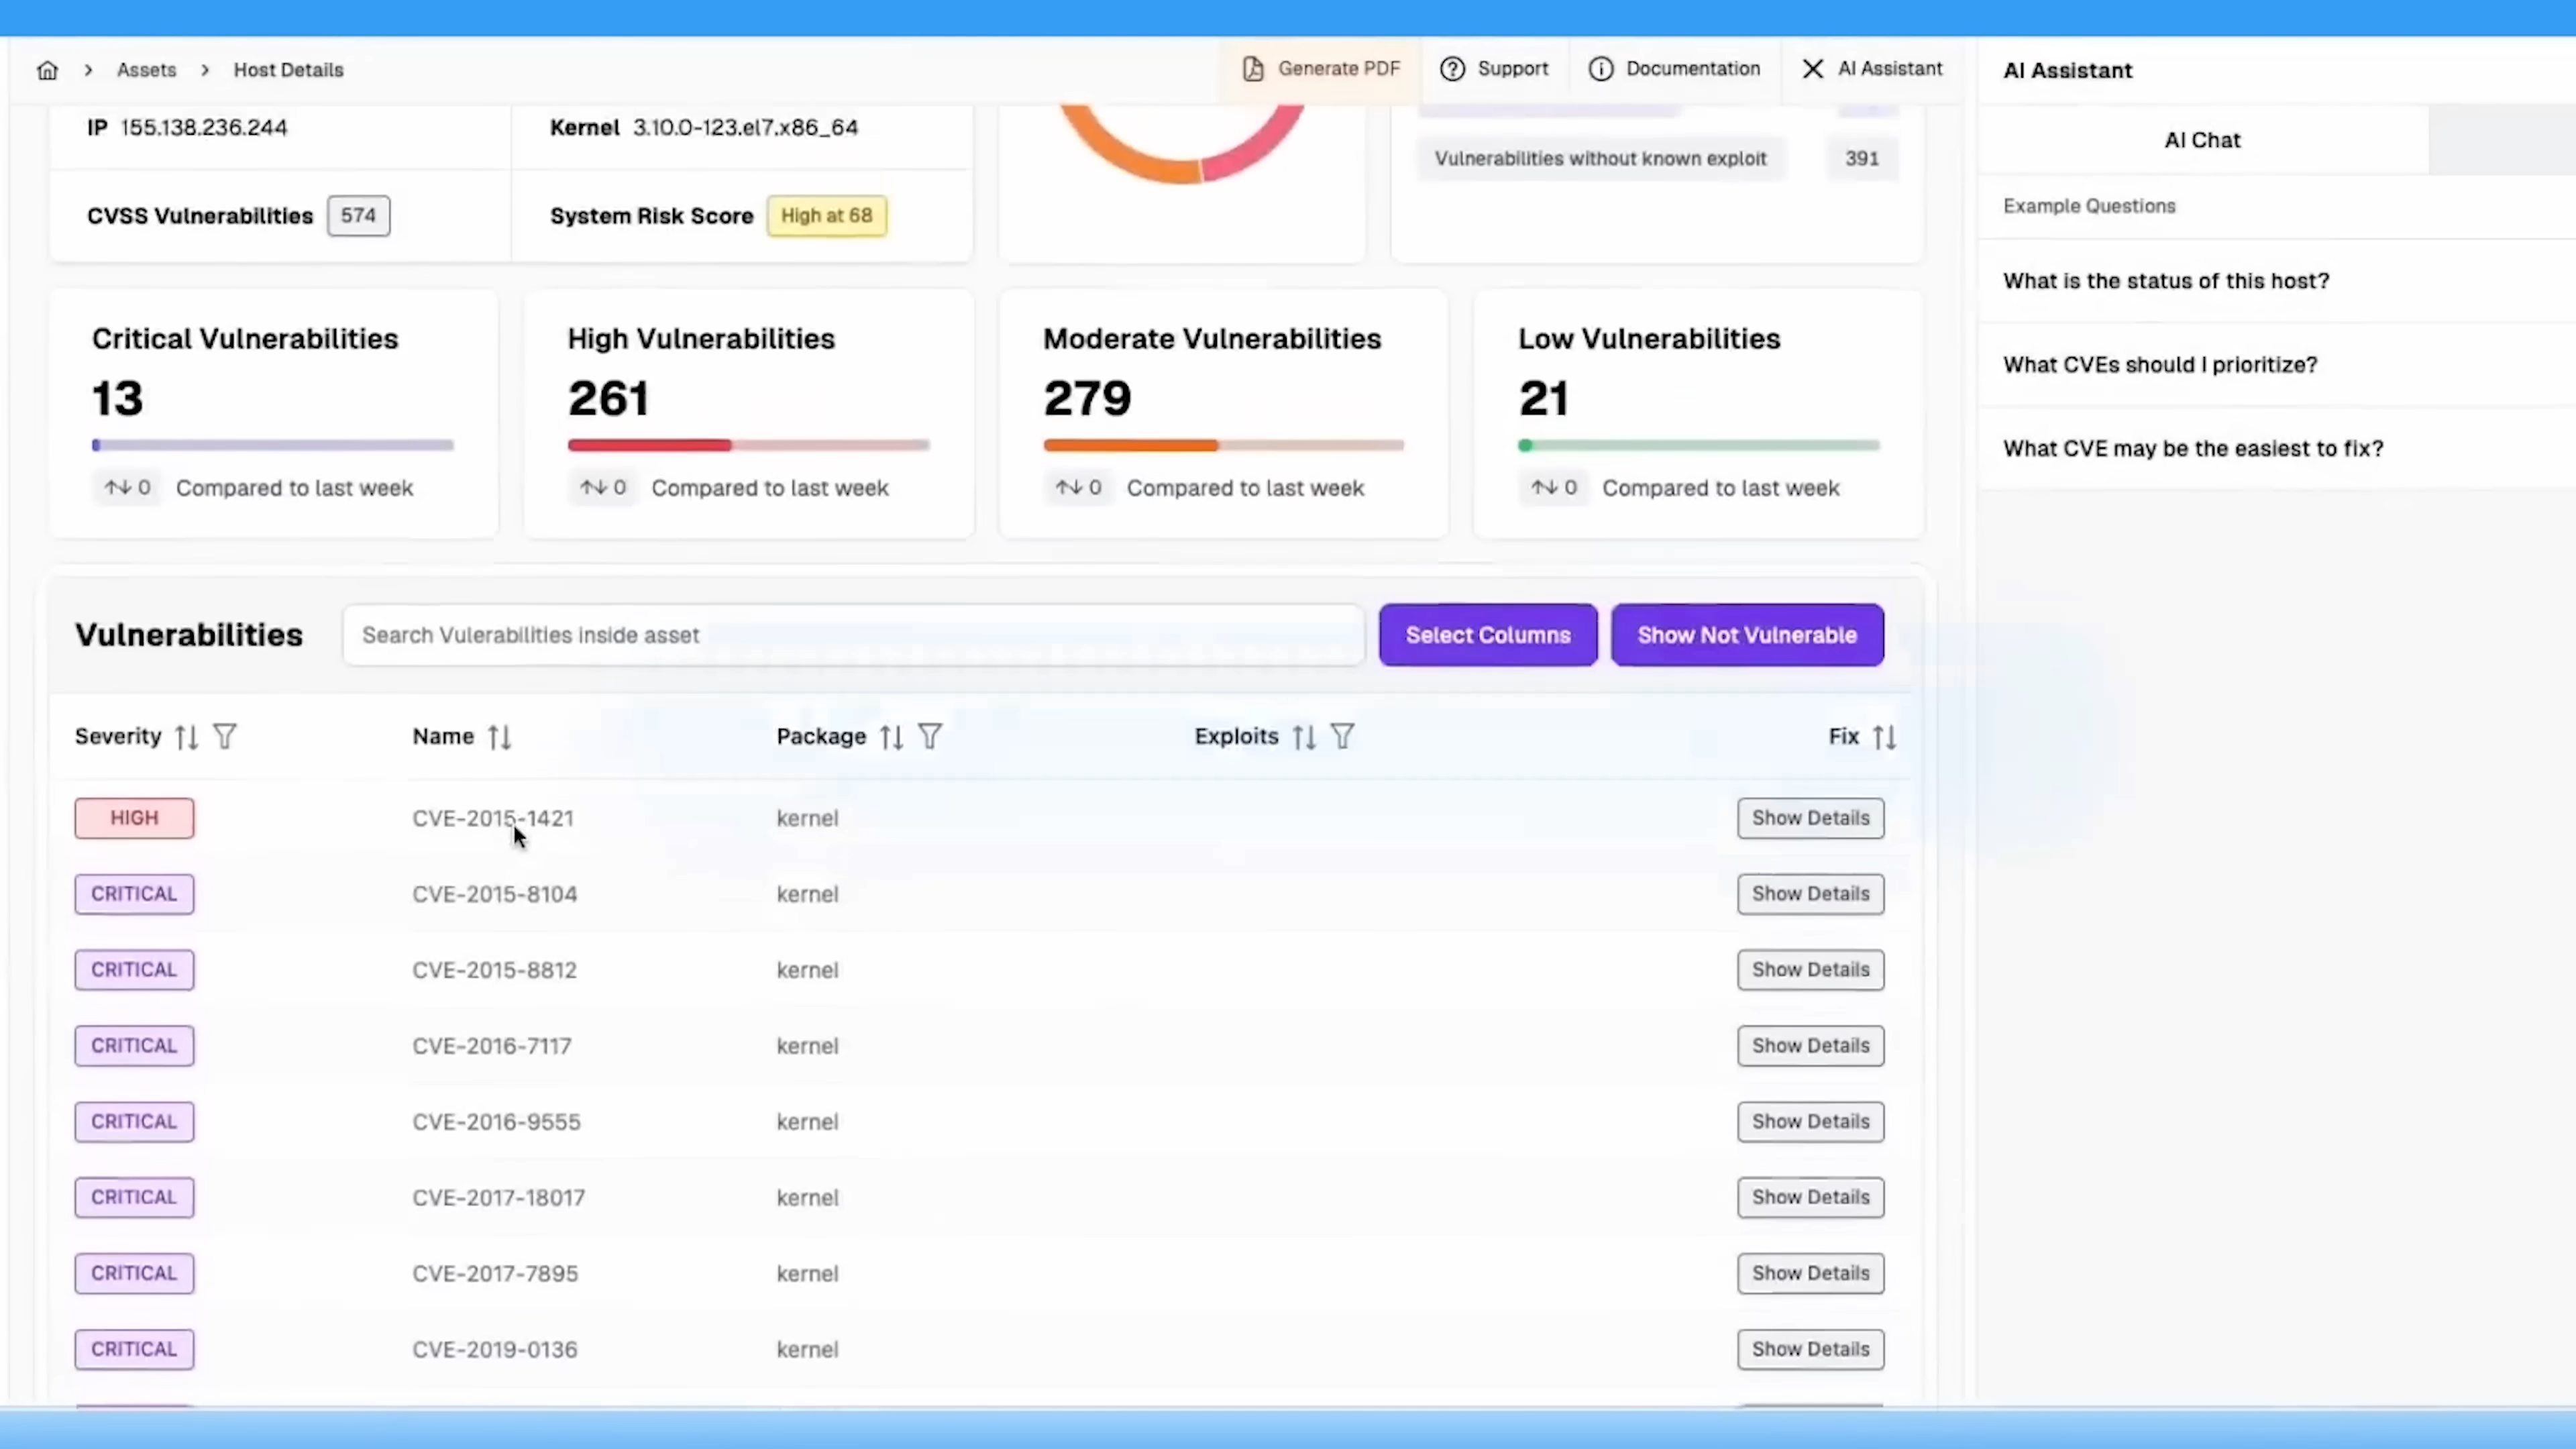 Assets > Host Details
Generate PDF
Support
Documentation
AI Assistant
IP 155.138.236.244
Kernel 3.10.0-123.el7.x86_64
Vulnerabilities without known exploit 391
CVSS Vulnerabilities 574
System Risk Score High at 68
Critical Vulnerabilities
13
0 Compared to last week
High Vulnerabilities
261
0 Compared to last week
Moderate Vulnerabilities
279
0 Compared to last week
Low Vulnerabilities
21
0 Compared to last week
Vulnerabilities
Search Vulerabilities inside asset
Select Columns
Show Not Vulnerable
Severity Name Package Exploits Fix
HIGH CVE-2015-1421 kernel Show Details
CRITICAL CVE-2015-8104 kernel Show Details
CRITICAL CVE-2015-8812 kernel Show Details
CRITICAL CVE-2016-7117 kernel Show Details
CRITICAL CVE-2016-9555 kernel Show Details
CRITICAL CVE-2017-18017 kernel Show Details
CRITICAL CVE-2017-7895 kernel Show Details
CRITICAL CVE-2019-0136 kernel Show Details
AI Assistant
AI Chat
Example Questions
What is the status of this host?
What CVEs should I prioritize?
What CVE may be the easiest to fix?